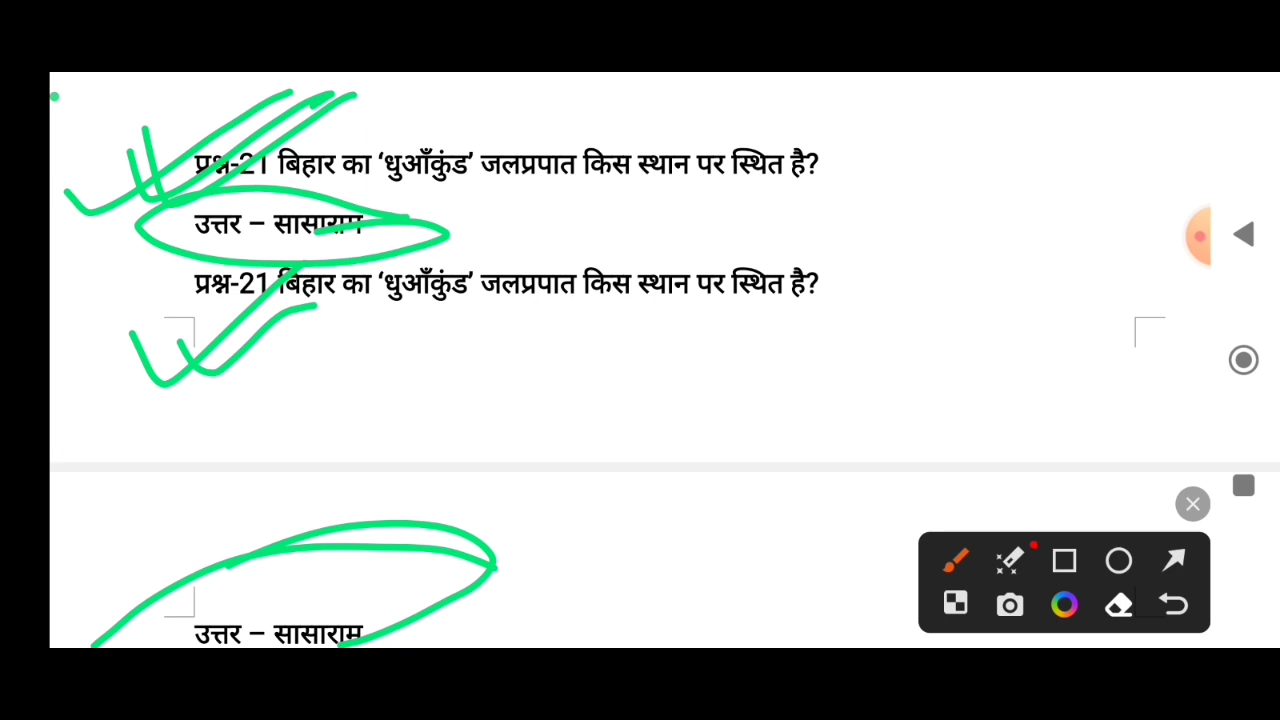 प्रश्न-21 बिहार का ‘धुआँकुंड’ जलप्रपात किस स्थान पर स्थित है?
उत्तर – सासाराम
प्रश्न-21 बिहार का ‘धुआँकुंड’ जलप्रपात किस स्थान पर स्थित है?
उत्तर – सासाराम